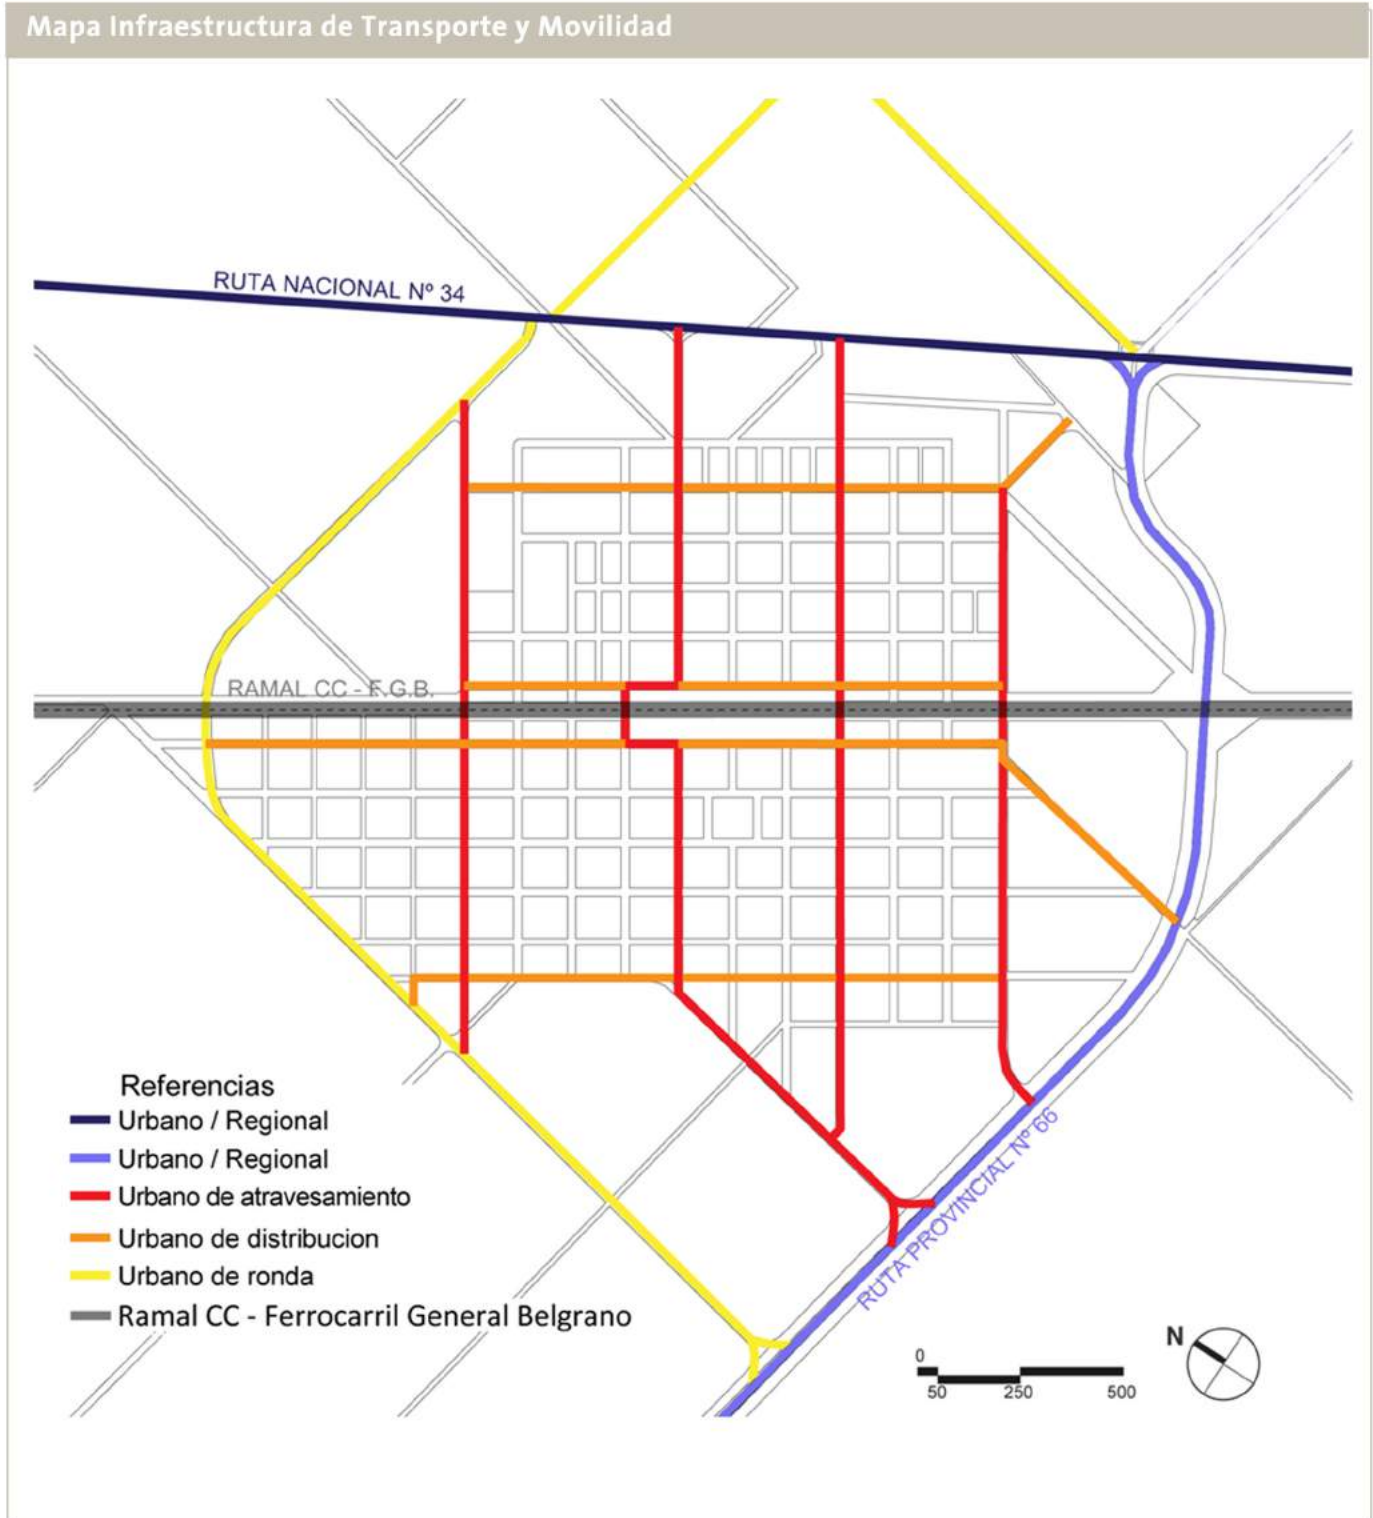 Mapa Infraestructura de Transporte y Movilidad
RUTA NACIONAL Nº 34
RAMAL CC - F.G.B.
RUTA PROVINCIAL Nº 66
Referencias
Urbano / Regional
Urbano / Regional
Urbano de atravesamiento
Urbano de distribucion
Urbano de ronda
Ramal CC - Ferrocarril General Belgrano
N
0
50 250 500